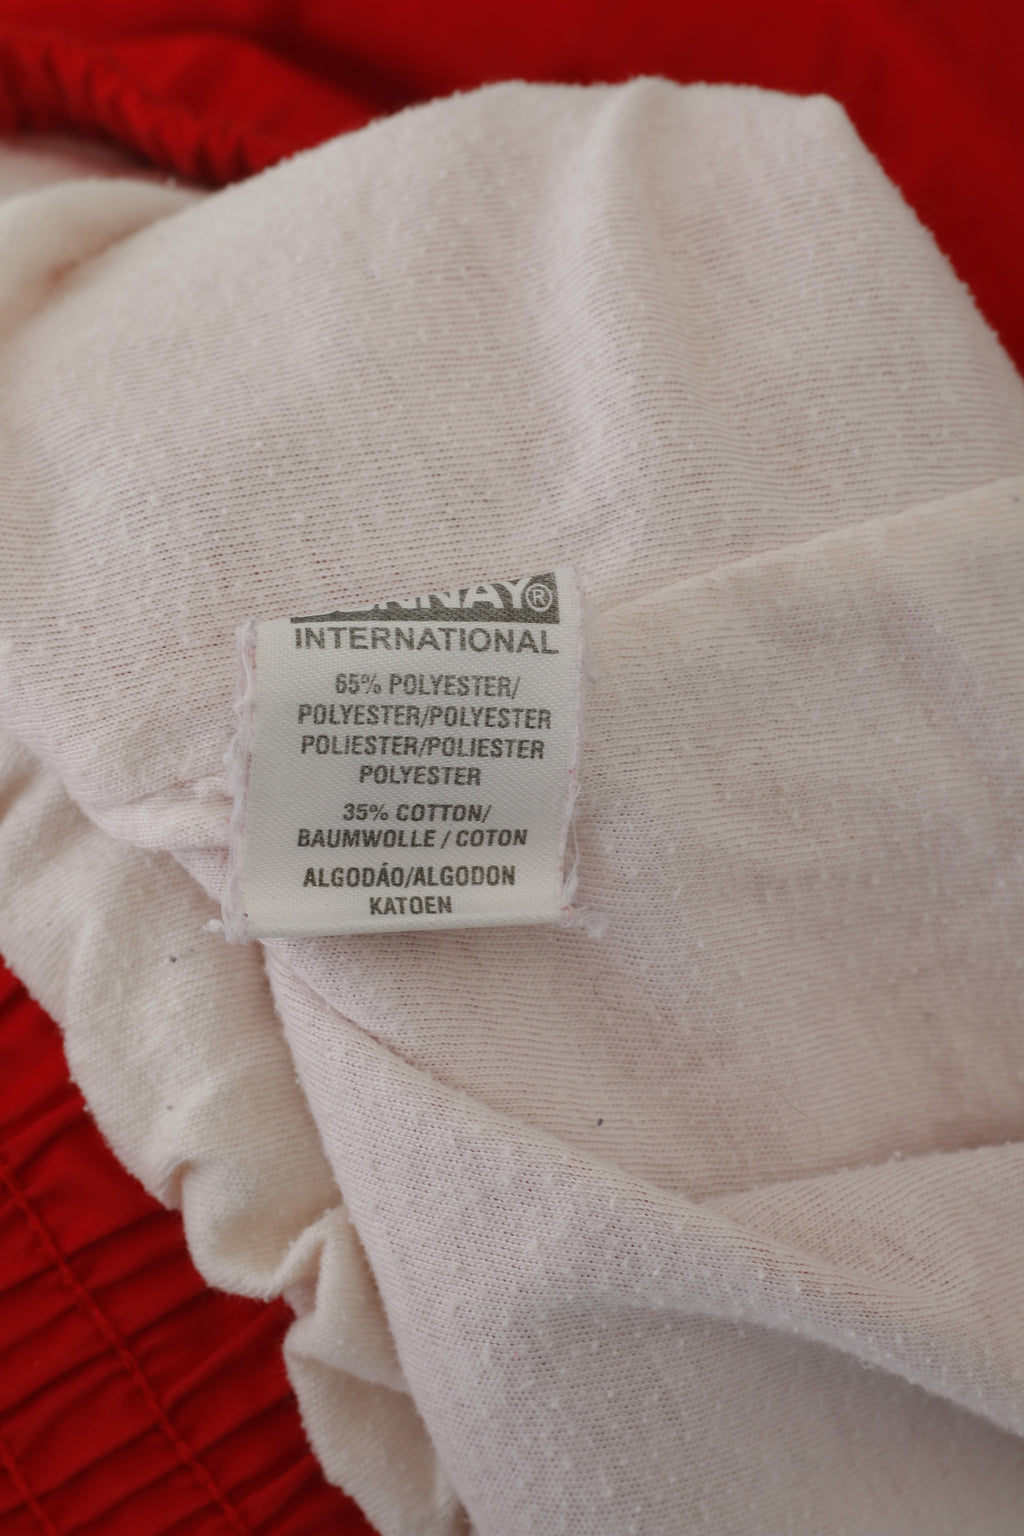 INTERNATIONAL
65% POLYESTER/
POLYESTER/POLYESTER
POLIESTER/POLIESTER
POLYESTER
35% COTTON/
BAUMWOLLE / COTON
ALGODÁO/ALGODON
KATOEN